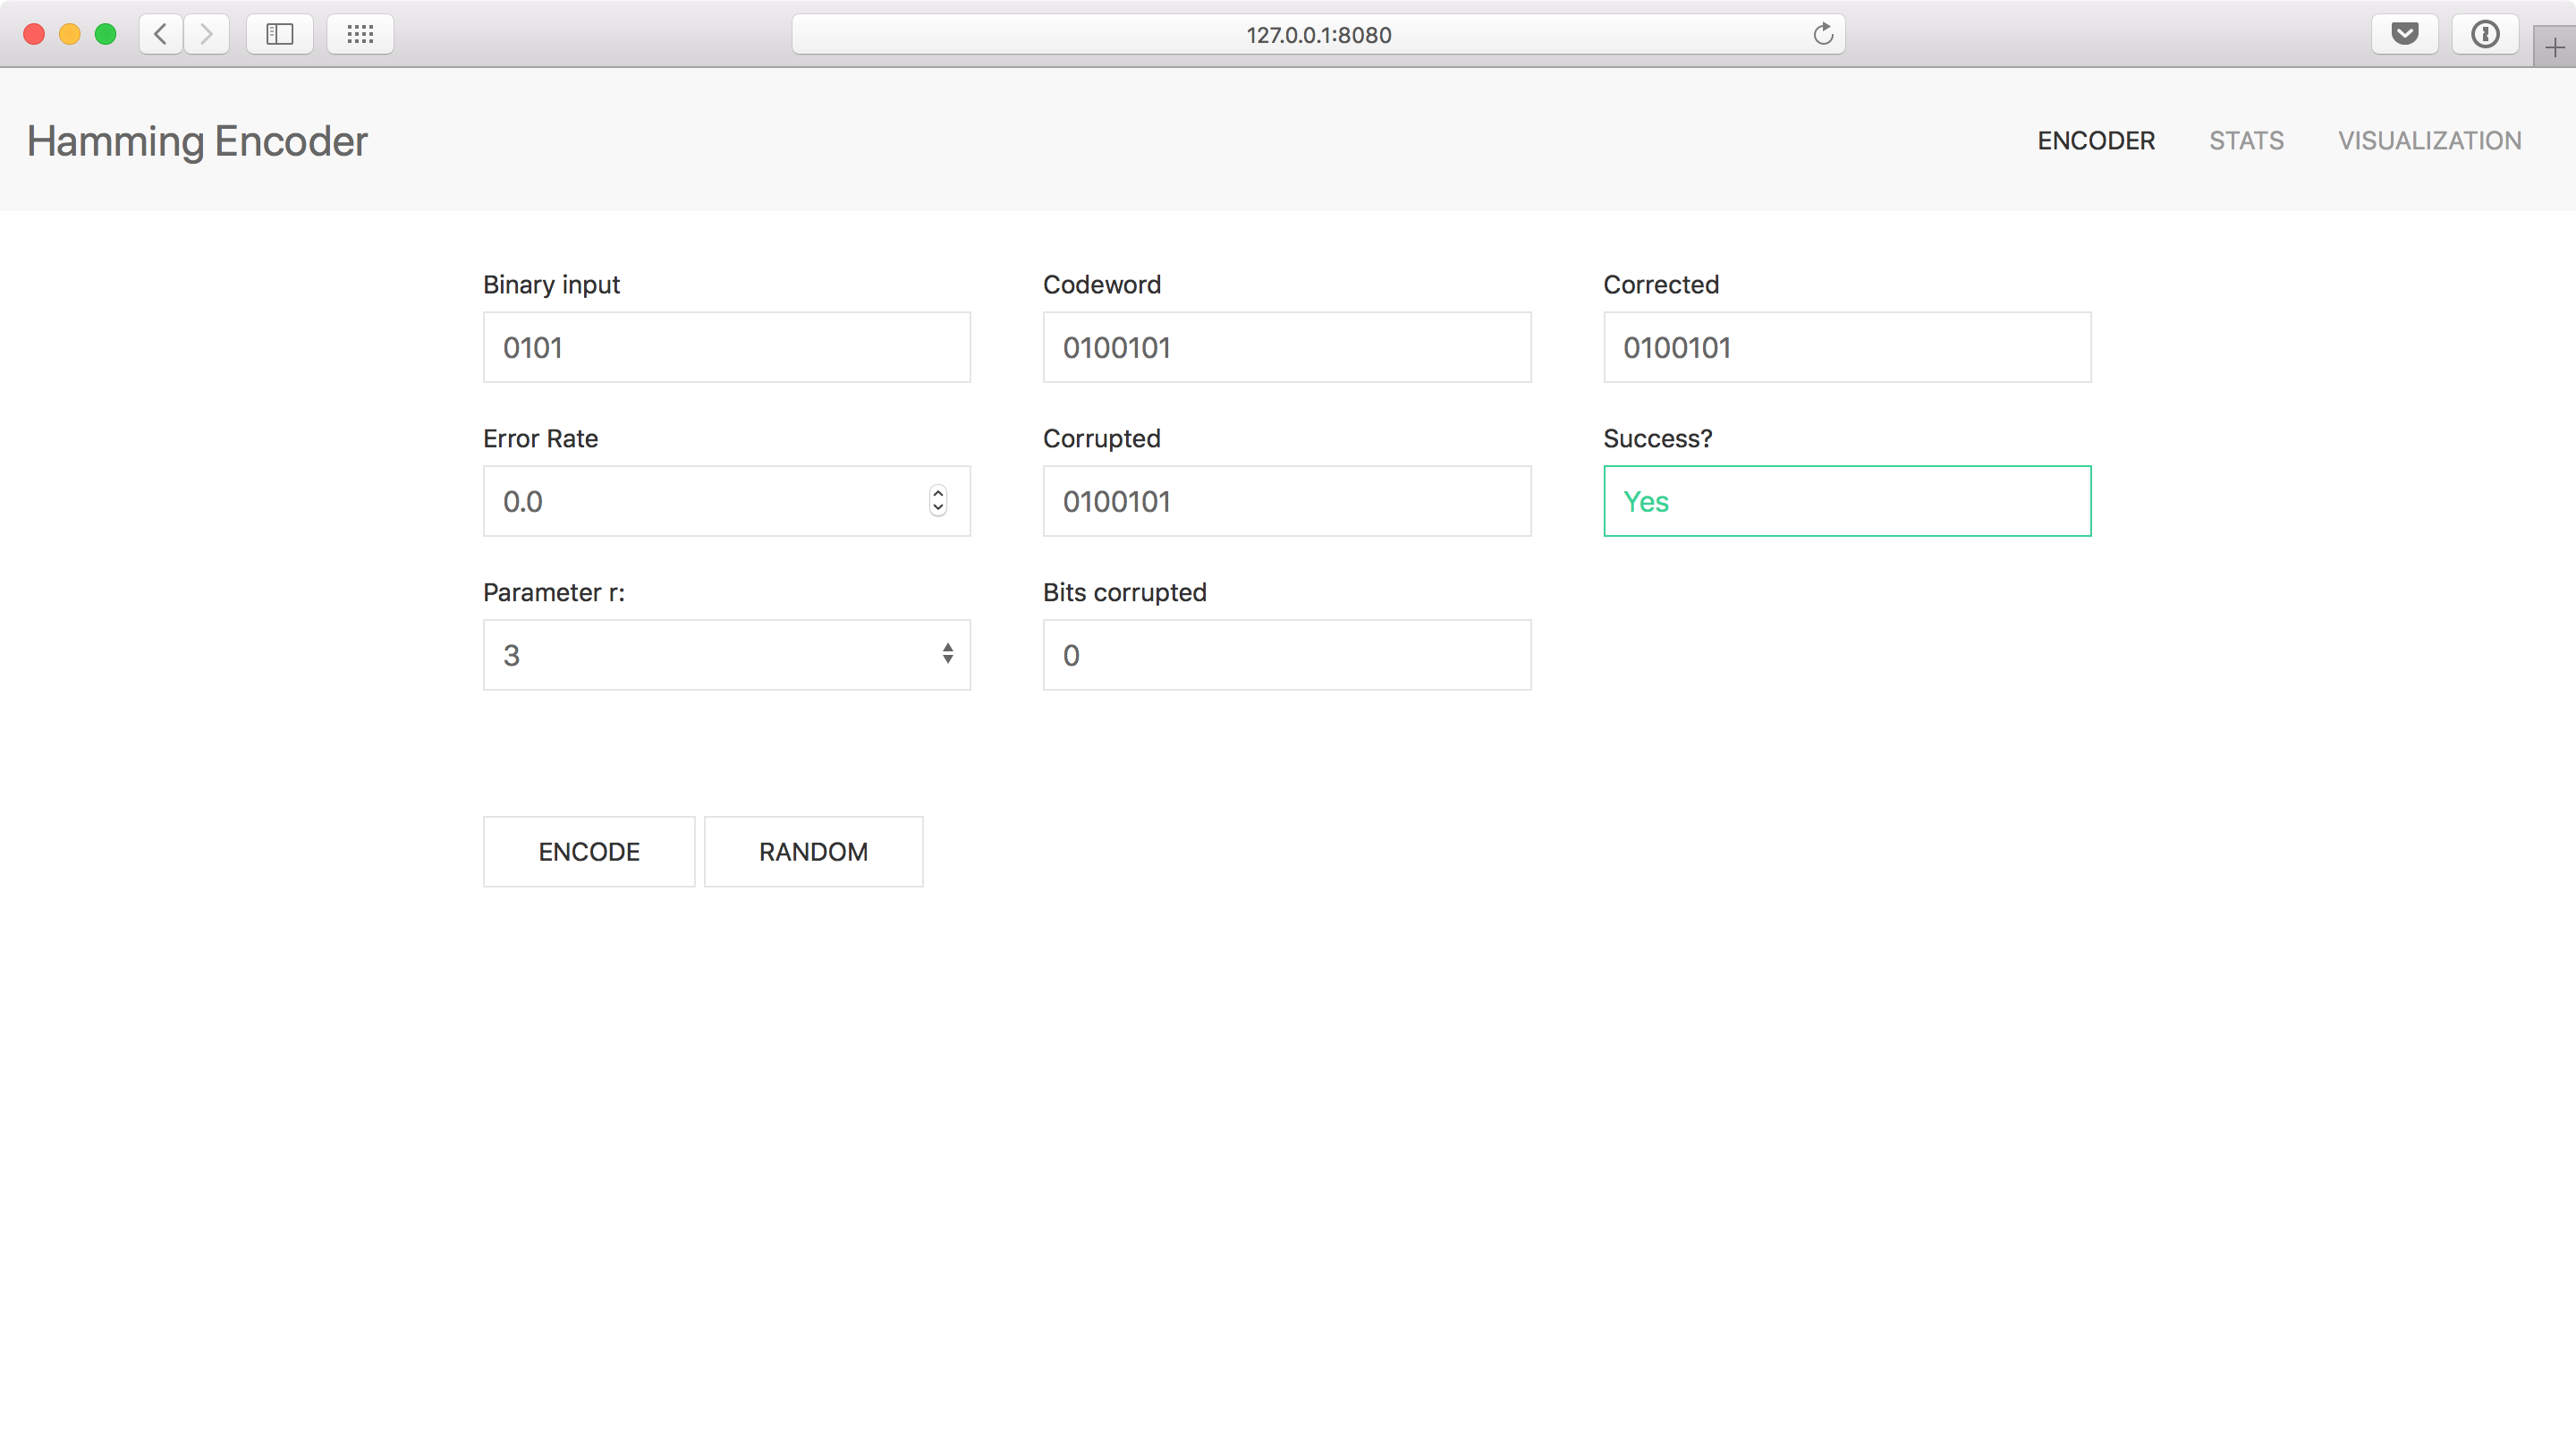 127.0.0.1:8080
Hamming Encoder
ENCODER STATS VISUALIZATION
Binary input Codeword Corrected
0101 0100101 0100101
Error Rate Corrupted Success?
0.0 0100101 Yes
Parameter r: Bits corrupted
3 0
ENCODE RANDOM